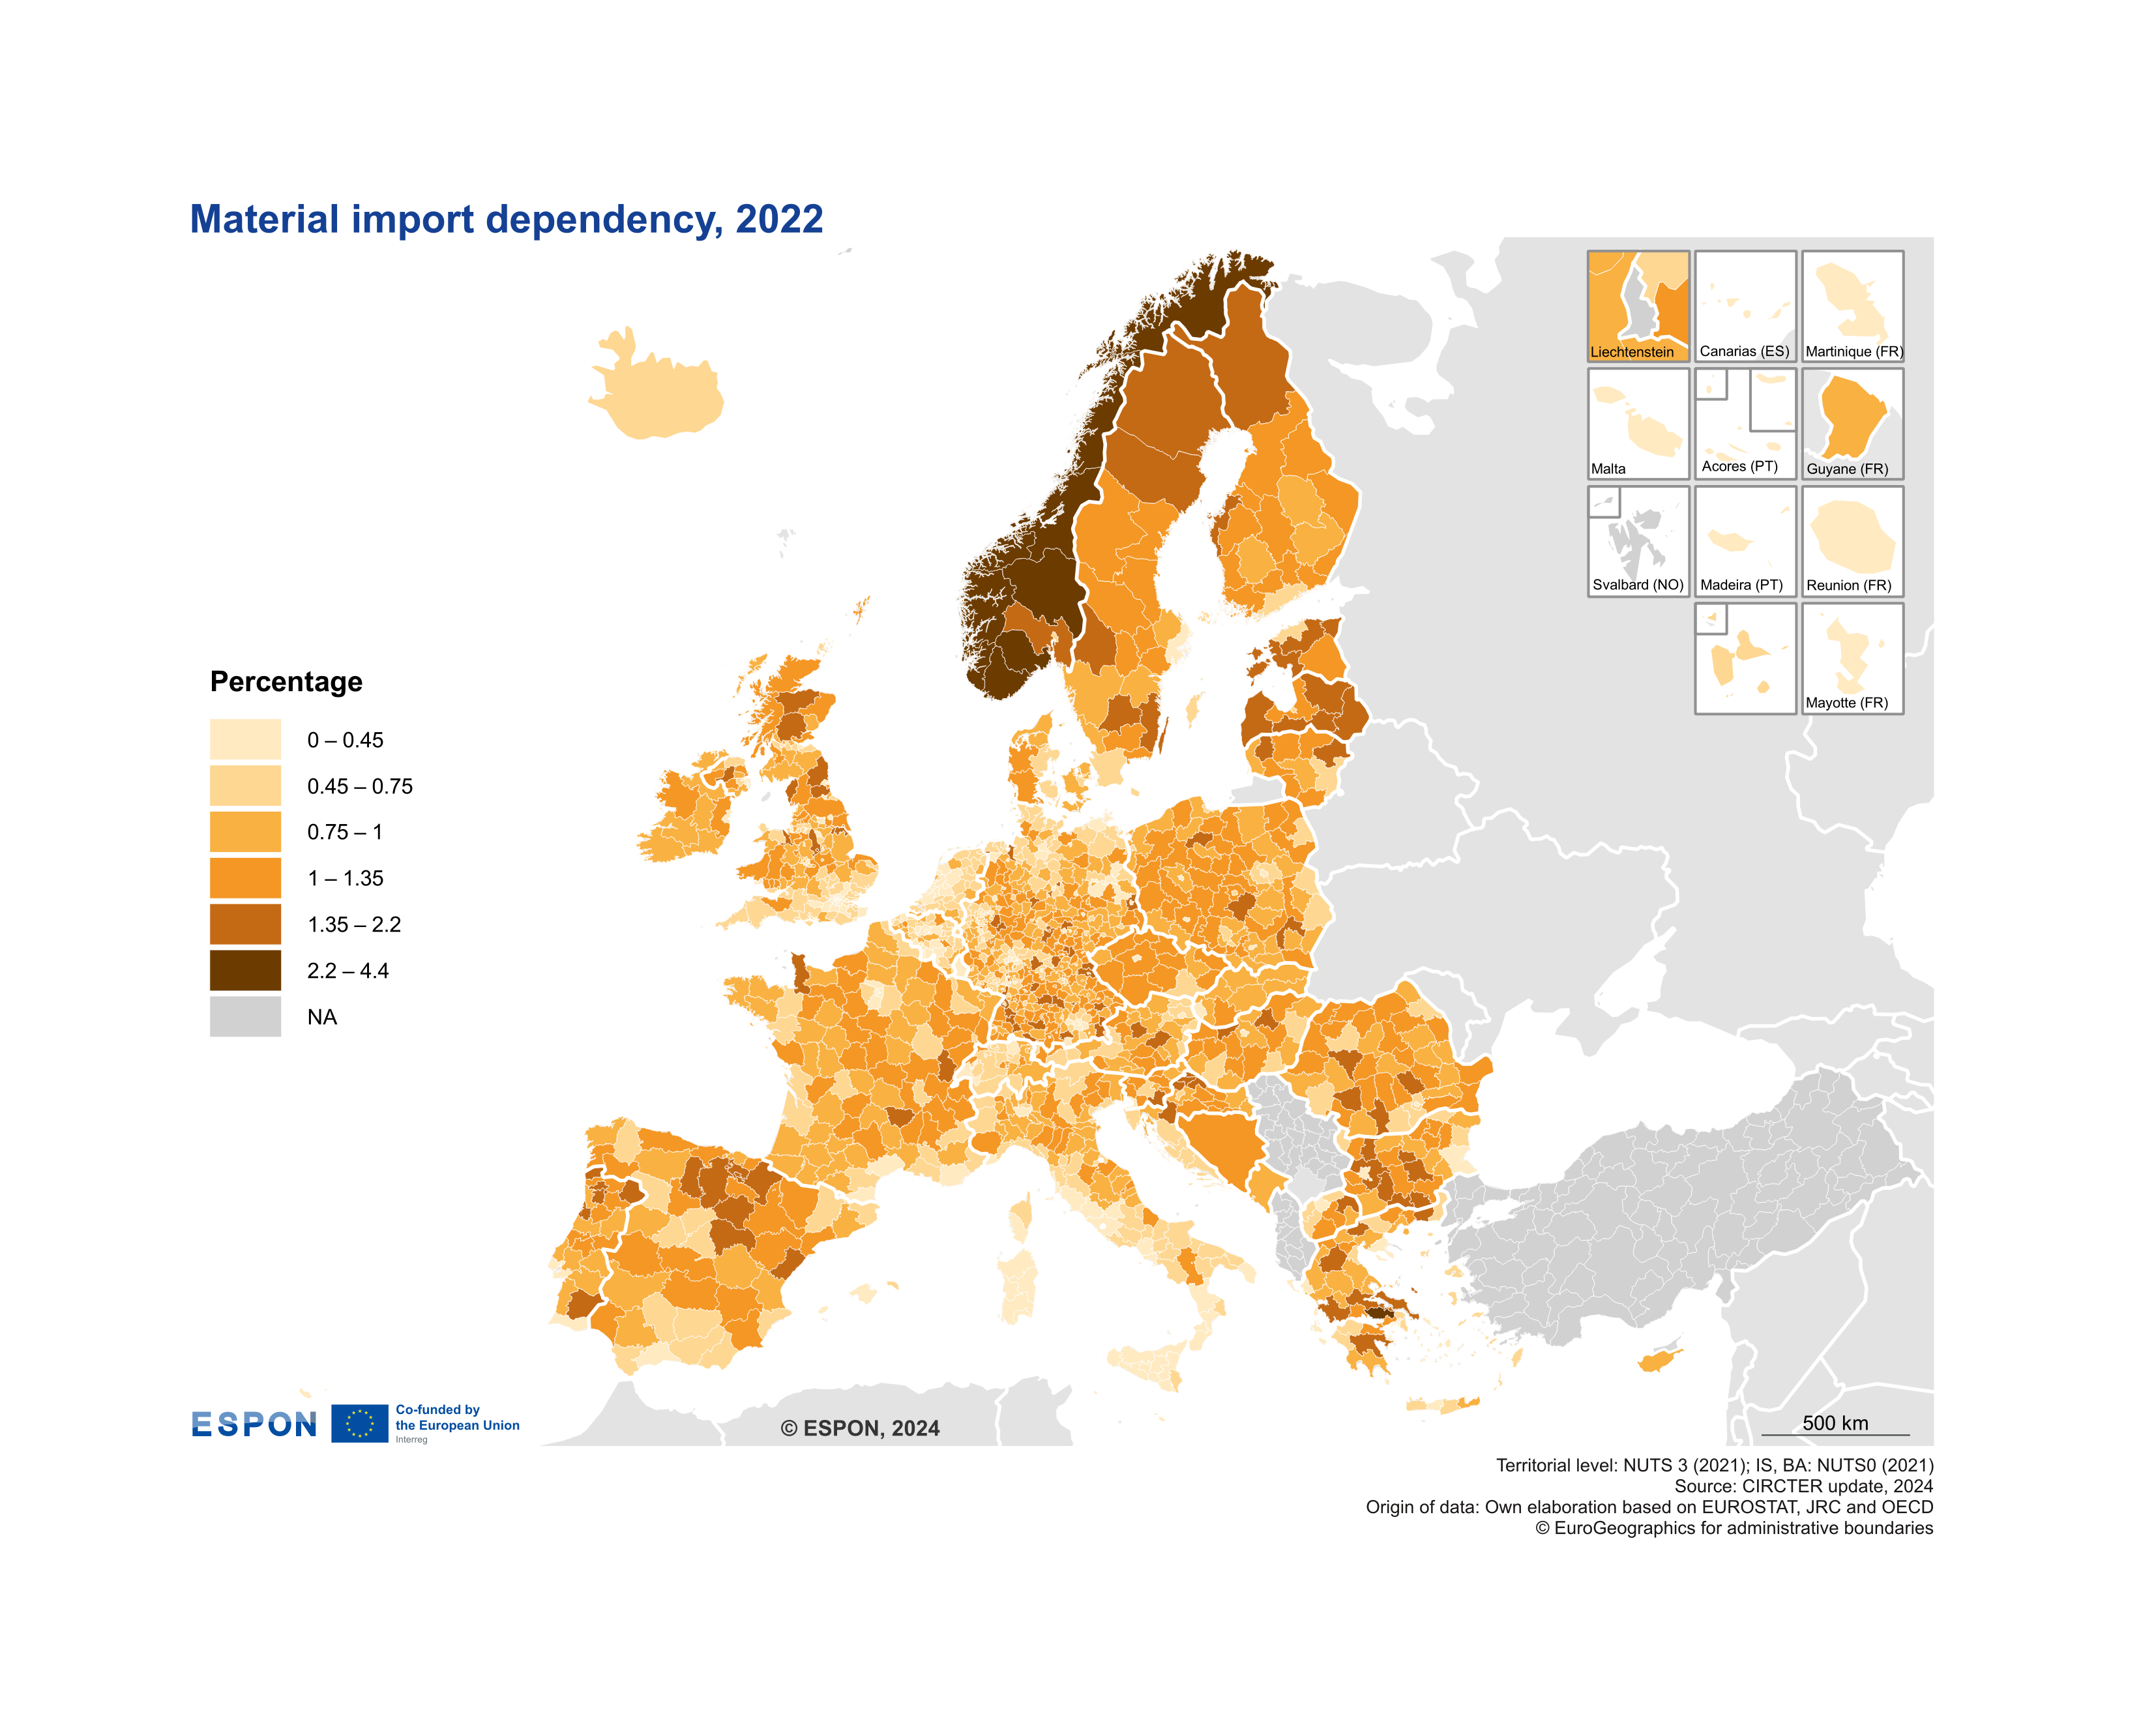 Material import dependency, 2022
Liechtenstein
Canarias (ES)
Martinique (FR)
Malta
Acores (PT)
Guyane (FR)
Svalbard (NO)
Madeira (PT)
Reunion (FR)
Mayotte (FR)
Percentage
0 – 0.45
0.45 – 0.75
0.75 – 1
1 – 1.35
1.35 – 2.2
2.2 – 4.4
NA
ESPON
Co-funded by
the European Union
Interreg
© ESPON, 2024
500 km
Territorial level: NUTS 3 (2021); IS, BA: NUTS0 (2021)
Source: CIRCTER update, 2024
Origin of data: Own elaboration based on EUROSTAT, JRC and OECD
© EuroGeographics for administrative boundaries